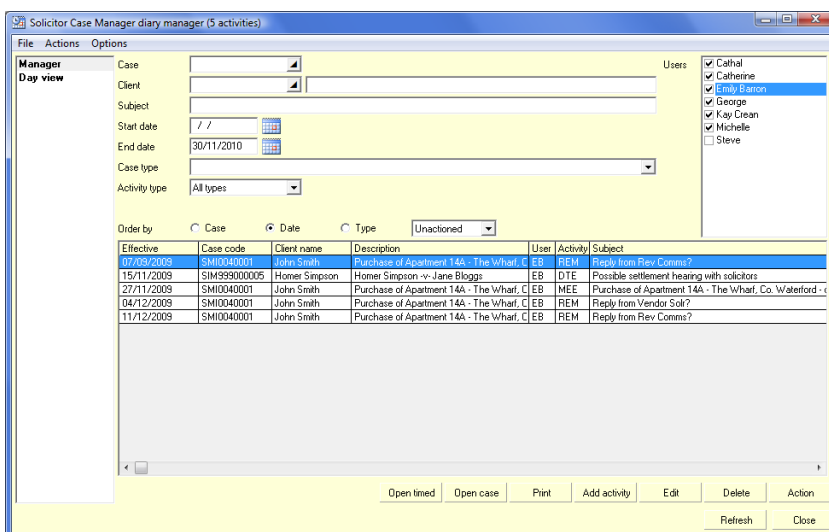 Solicitor Case Manager diary manager (5 activities)
File Actions Options
Manager
Day view
Case
Client
Subject
Start date / /
End date 30/11/2010
Case type
Activity type All types
Users
Cathal
Catherine
Emily Barron
George
Kay Crean
Michelle
Steve
Order by Case Date Type Unactioned
Effective Case code Client name Description User Activity Subject
07/09/2009 SMI0040001 John Smith Purchase of Apartment 14A - The Wharf, C EB REM Reply from Rev Comms?
15/11/2009 SIM999000005 Homer Simpson Homer Simpson -v- Jane Bloggs EB DTE Possible settlement hearing with solicitors
27/11/2009 SMI0040001 John Smith Purchase of Apartment 14A - The Wharf, C EB MEE Purchase of Apartment 14A - The Wharf, Co. Waterford - c
04/12/2009 SMI0040001 John Smith Purchase of Apartment 14A - The Wharf, C EB REM Reply from Vendor Solr?
11/12/2009 SMI0040001 John Smith Purchase of Apartment 14A - The Wharf, C EB REM Reply from Rev Comms?
Open timed Open case Print Add activity Edit Delete Action
Refresh Close